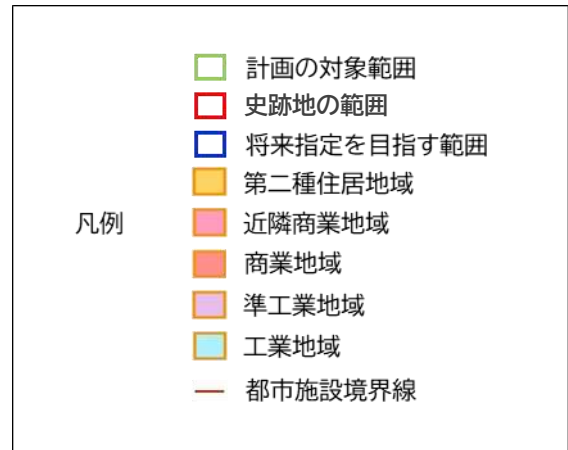 計画の対象範囲
史跡地の範囲
将来指定を目指す範囲
第二種住居地域
凡例
近隣商業地域
商業地域
準工業地域
工業地域
都市施設境界線